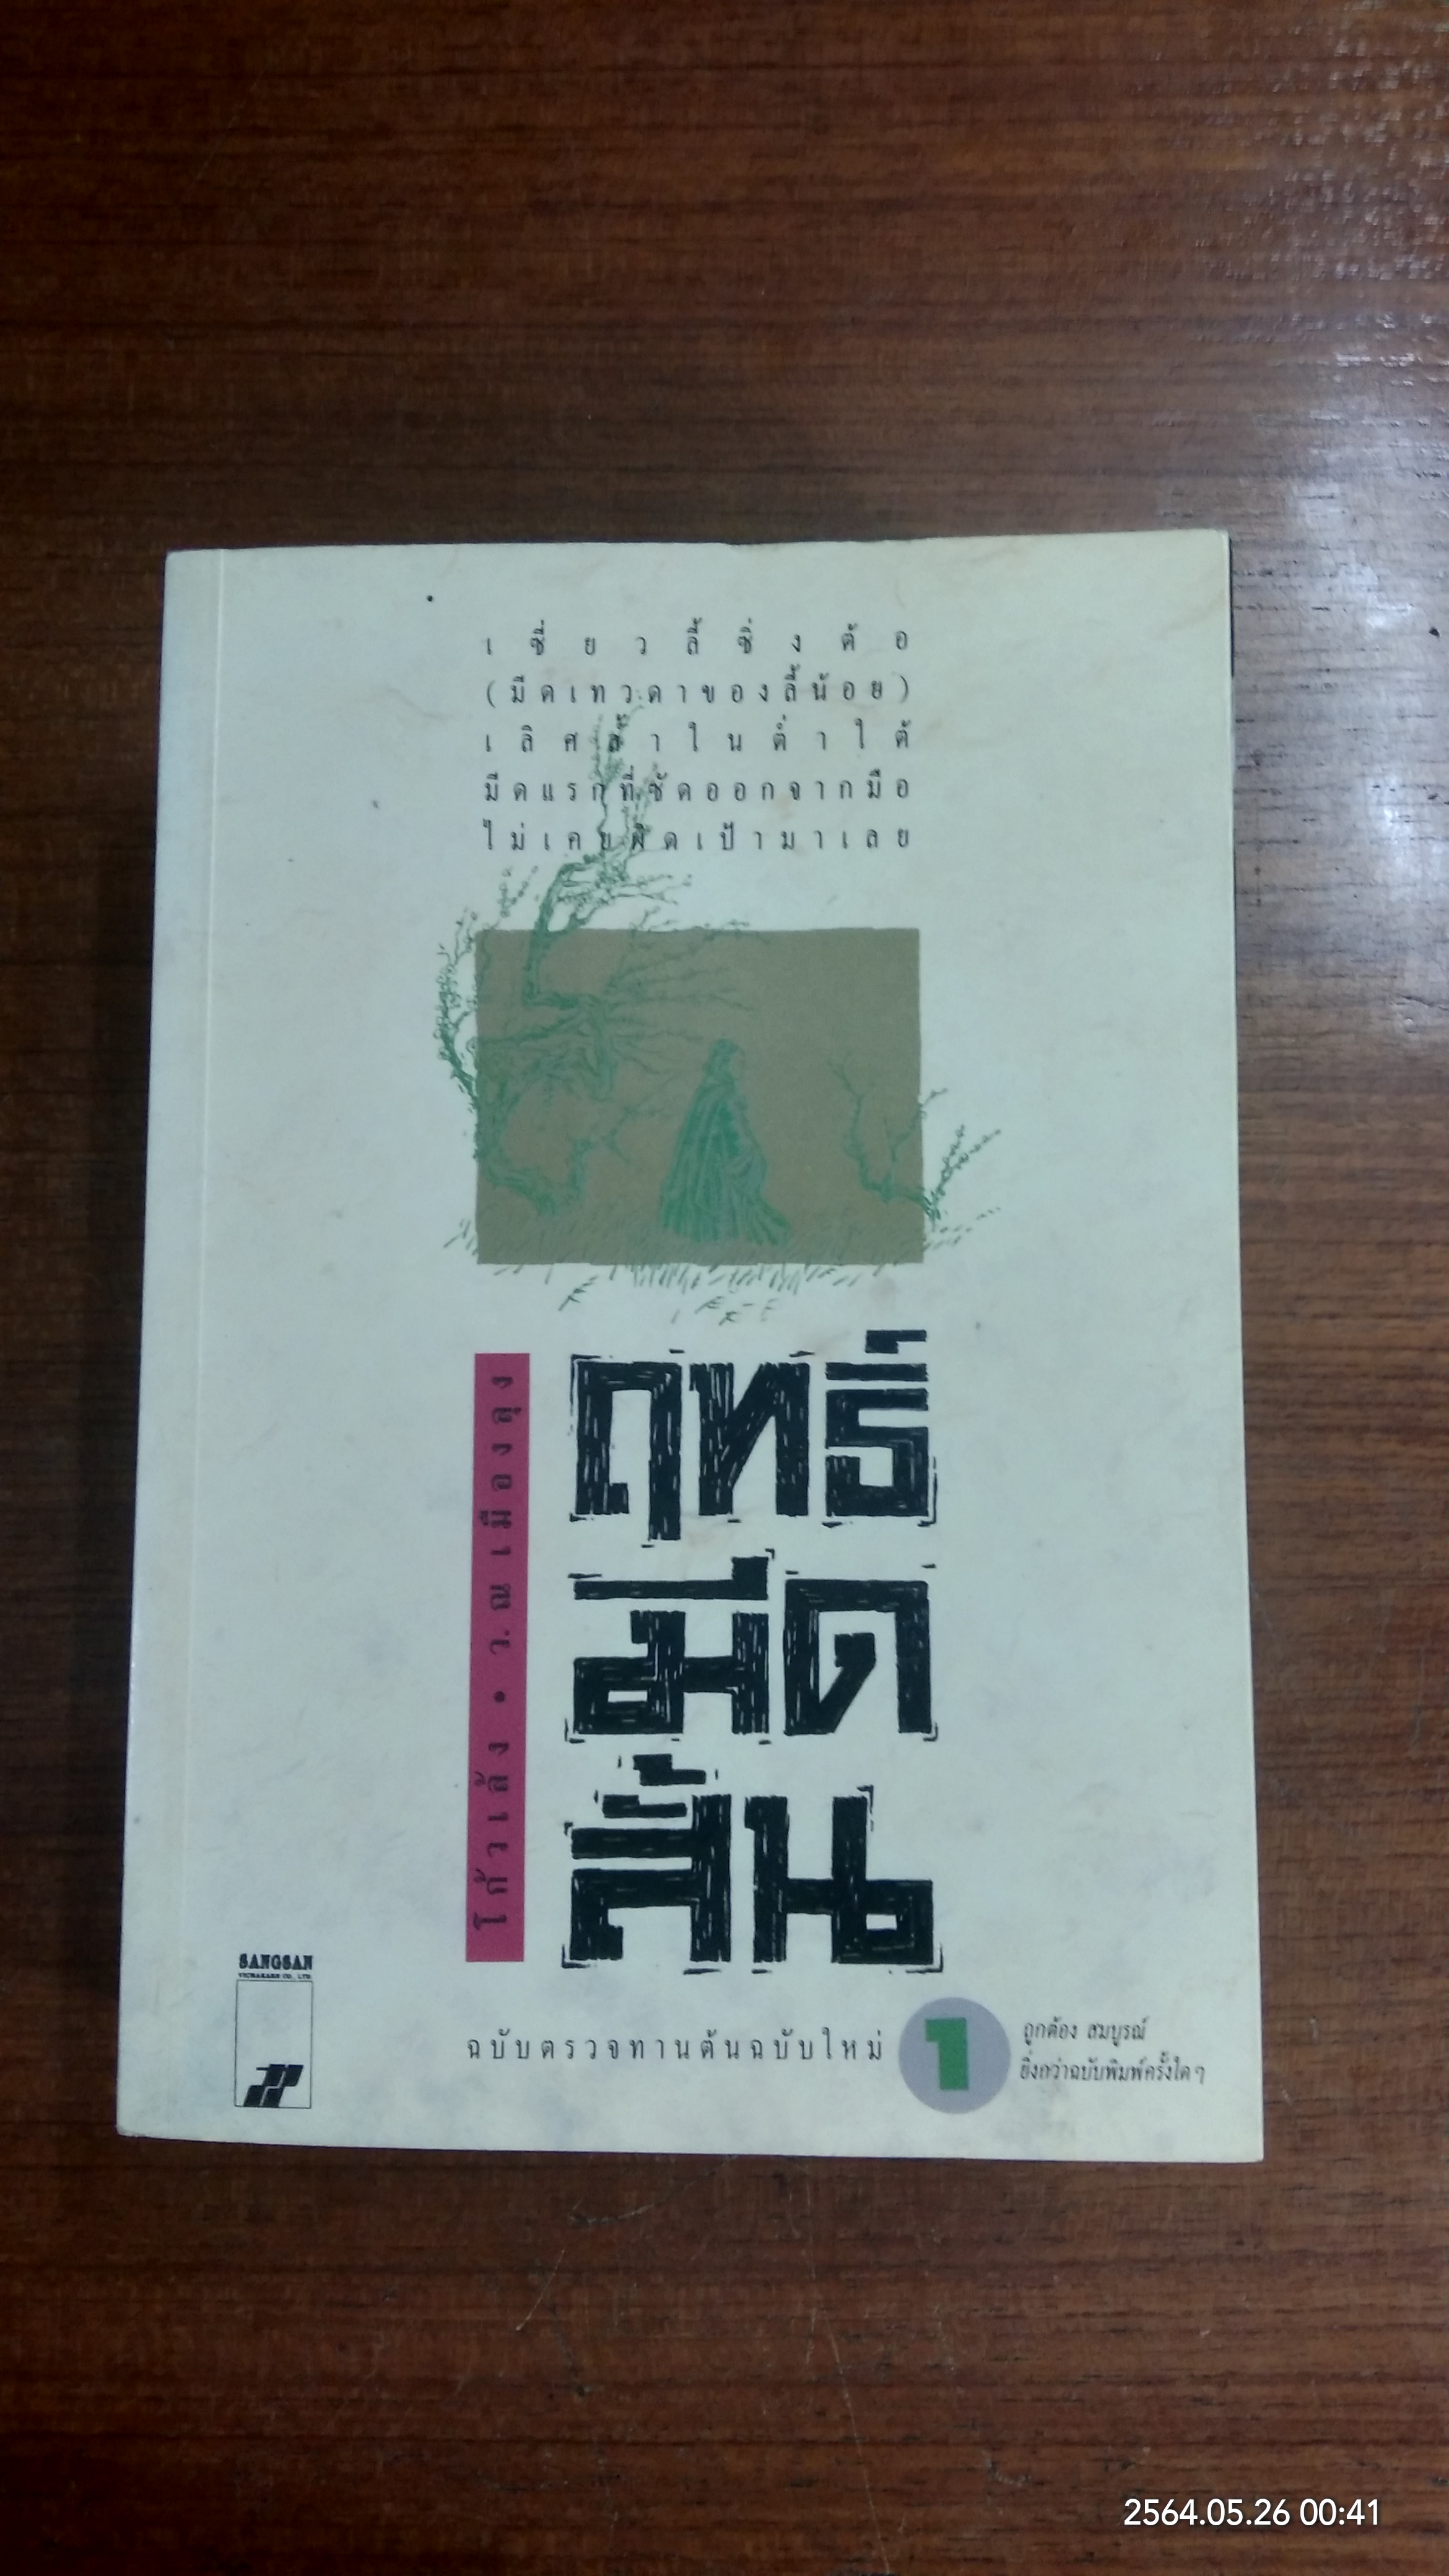 เซี่ยวลี้ซิ่งตอ
(มีดเทวดาของลี้น้อย)
เลิศล้ำในต่ำใต้
มีดแรกที่ซัดออกจากมือ
ไม่เคยผิดเป้ามาเลย
โก้วเล้ง • ว. ณ เมืองลุง
ฤทธิ์
มีด
สั้น
SANGSAN
VICHAKARN CO., LTD.
ฉบับตรวจทานต้นฉบับใหม่
1
ถูกต้อง สมบูรณ์
ยิ่งกว่าฉบับพิมพ์ครั้งใดๆ
2564.05.26 00:41